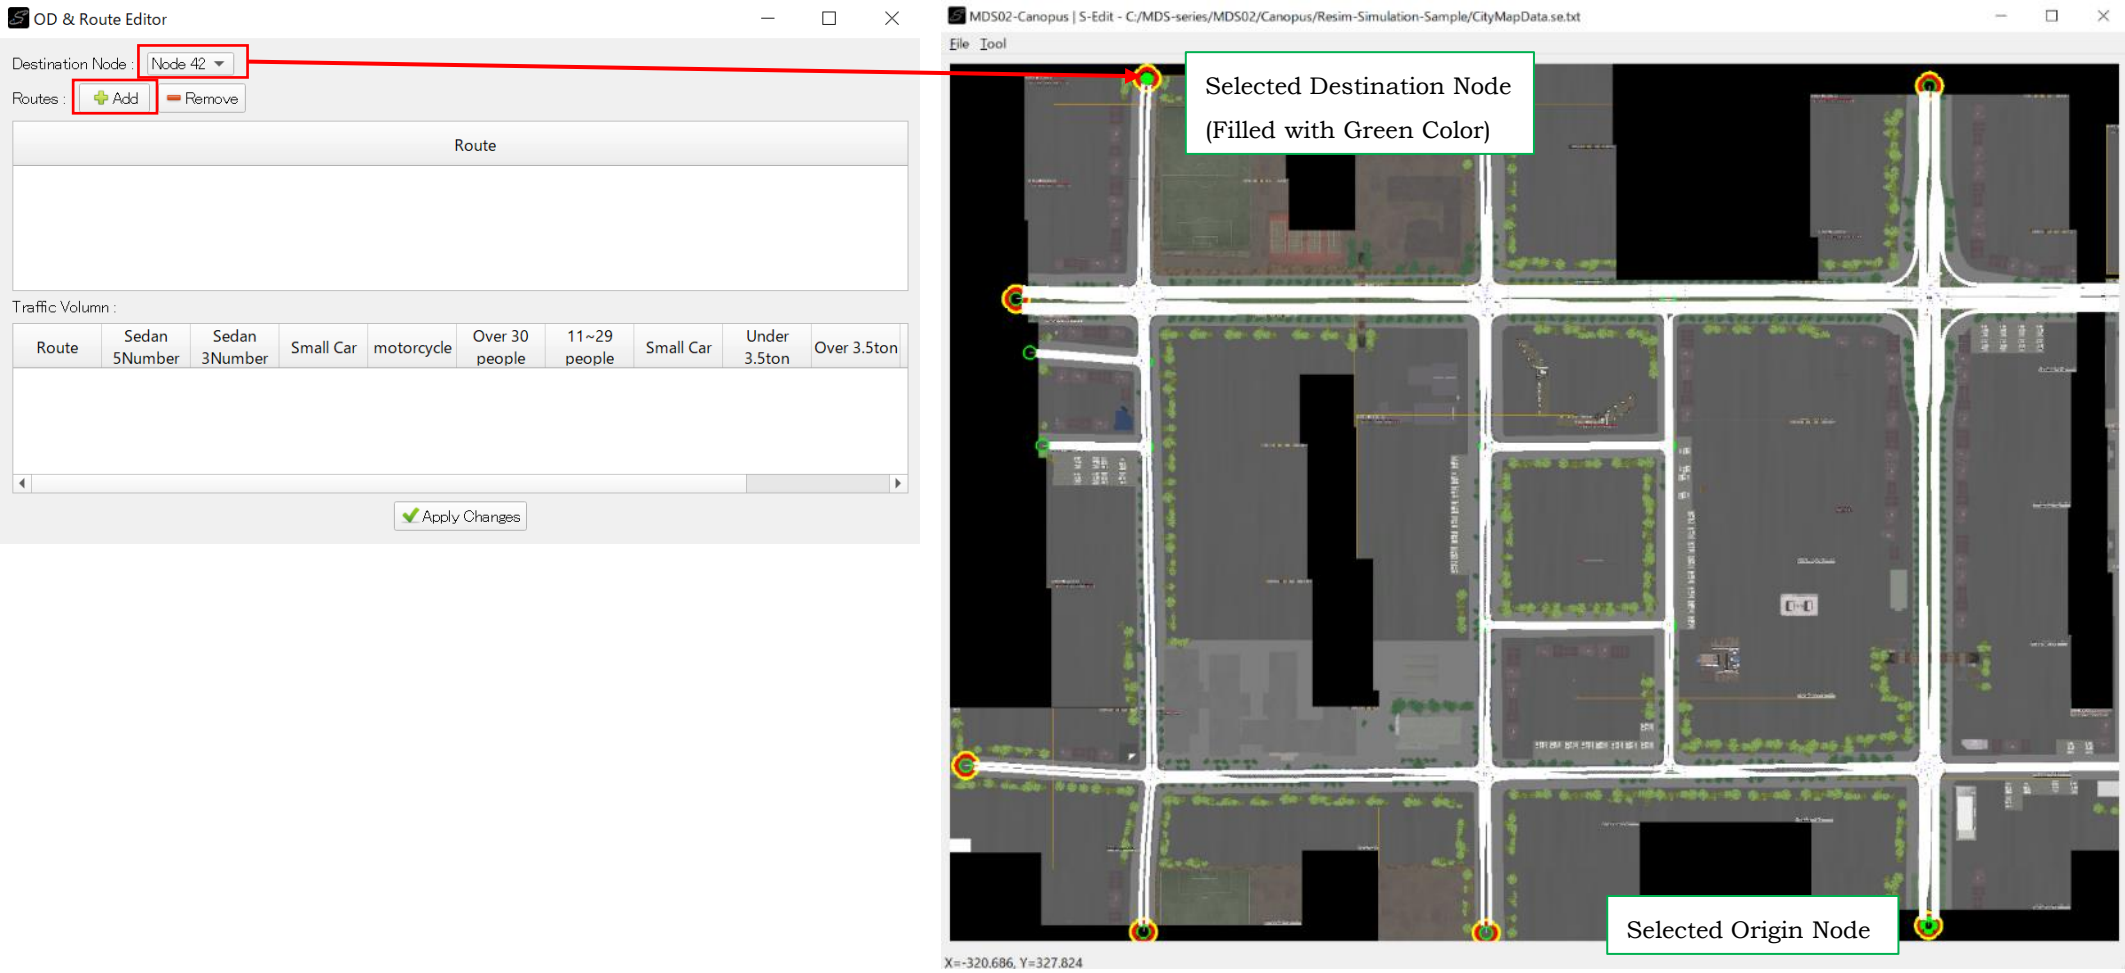 OD & Route Editor
Destination Node :
Node 42
Routes :
Add
Remove
Route
Traffic Volumn :
Route
Sedan
5Number
Sedan
3Number
Small Car
motorcycle
Over 30
people
11~29
people
Small Car
Under
3.5ton
Over 3.5ton
Apply Changes
MDS02-Canopus | S-Edit - C:/MDS-series/MDS02/Canopus/Resim-Simulation-Sample/CityMapData.se.txt
File Tool
Selected Destination Node
(Filled with Green Color)
Selected Origin Node
X=-320.686, Y=327.824